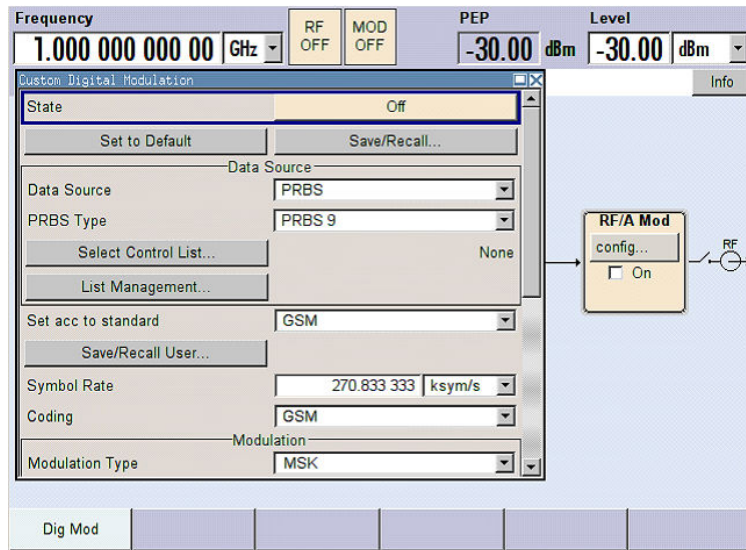 Frequency RF OFF MOD OFF PEP Level
1.000 000 000 00 GHz -30.00 dBm -30.00 dBm
Custom Digital Modulation
Info
State Off
Set to Default Save/Recall...
Data Source
Data Source PRBS
PRBS Type PRBS 9
Select Control List... None
List Management...
Set acc to standard GSM
Save/Recall User...
Symbol Rate 270.833 333 ksym/s
Coding GSM
Modulation
Modulation Type MSK
RF/A Mod
config...
On
RF
Dig Mod